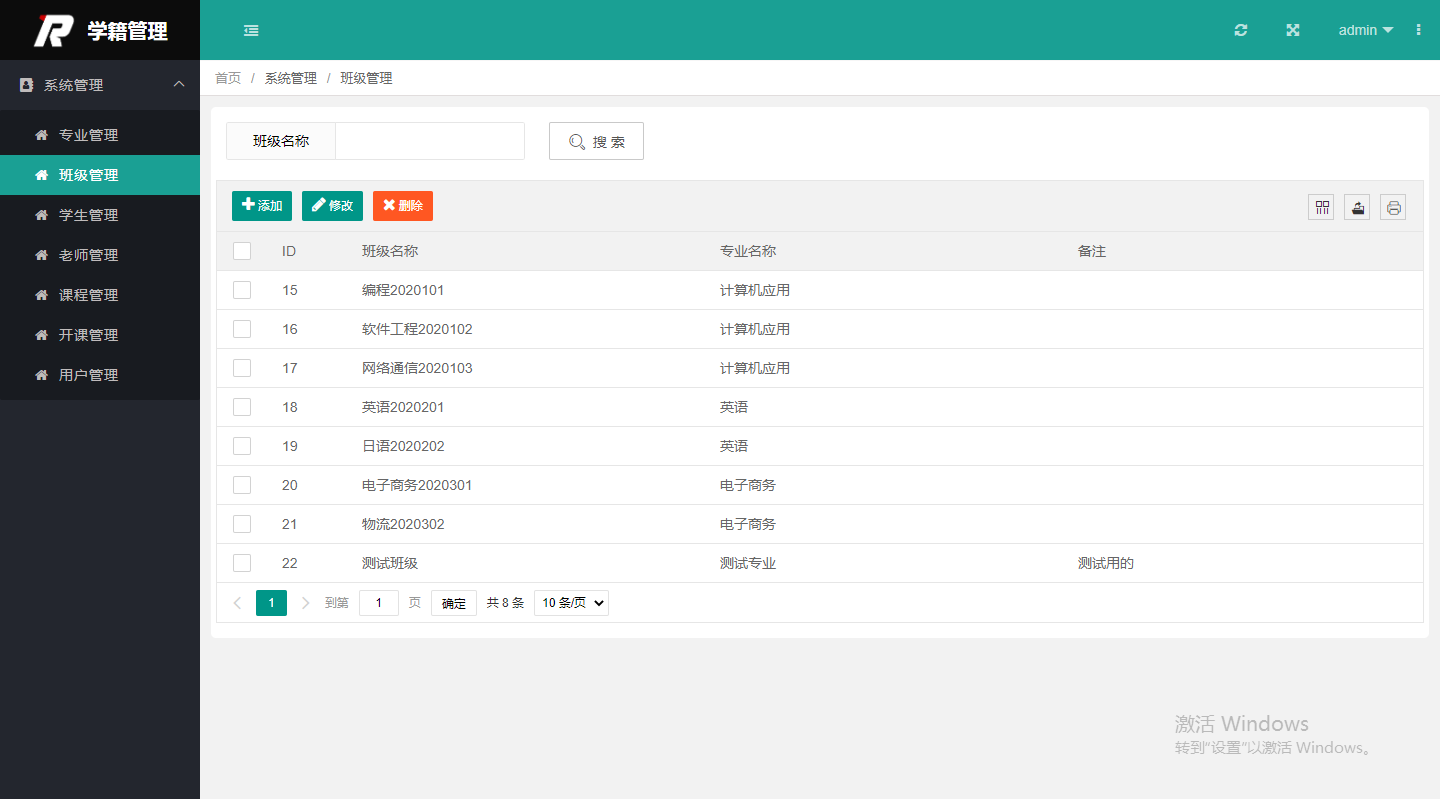 学籍管理
admin
系统管理
首页 / 系统管理 / 班级管理
专业管理
班级管理
学生管理
老师管理
课程管理
开课管理
用户管理
班级名称
搜 索
添加 修改 删除
ID 班级名称 专业名称 备注
15 编程2020101 计算机应用
16 软件工程2020102 计算机应用
17 网络通信2020103 计算机应用
18 英语2020201 英语
19 日语2020202 英语
20 电子商务2020301 电子商务
21 物流2020302 电子商务
22 测试班级 测试专业 测试用的
1 到第 1 页 确定 共 8 条 10 条/页
激活 Windows
转到“设置”以激活 Windows。